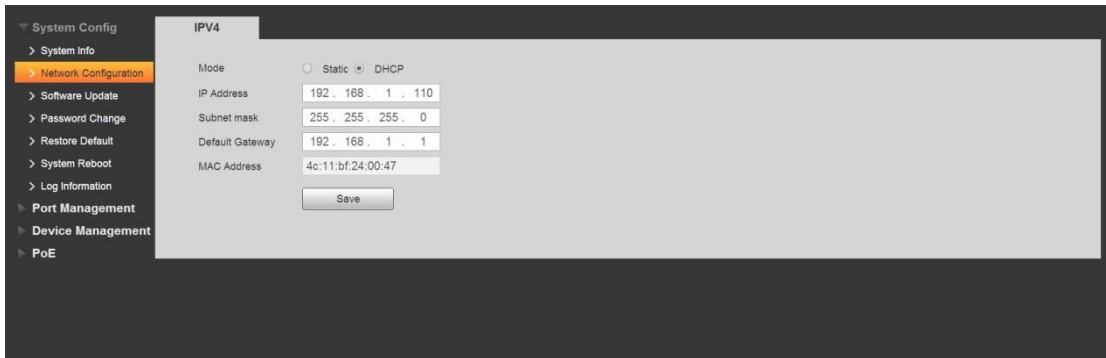 System Config
System Info
Network Configuration
Software Update
Password Change
Restore Default
System Reboot
Log Information
Port Management
Device Management
PoE
IPV4
Mode Static DHCP
IP Address 192 . 168 . 1 . 110
Subnet mask 255 . 255 . 255 . 0
Default Gateway 192 . 168 . 1 . 1
MAC Address 4c:11:bf:24:00:47
Save